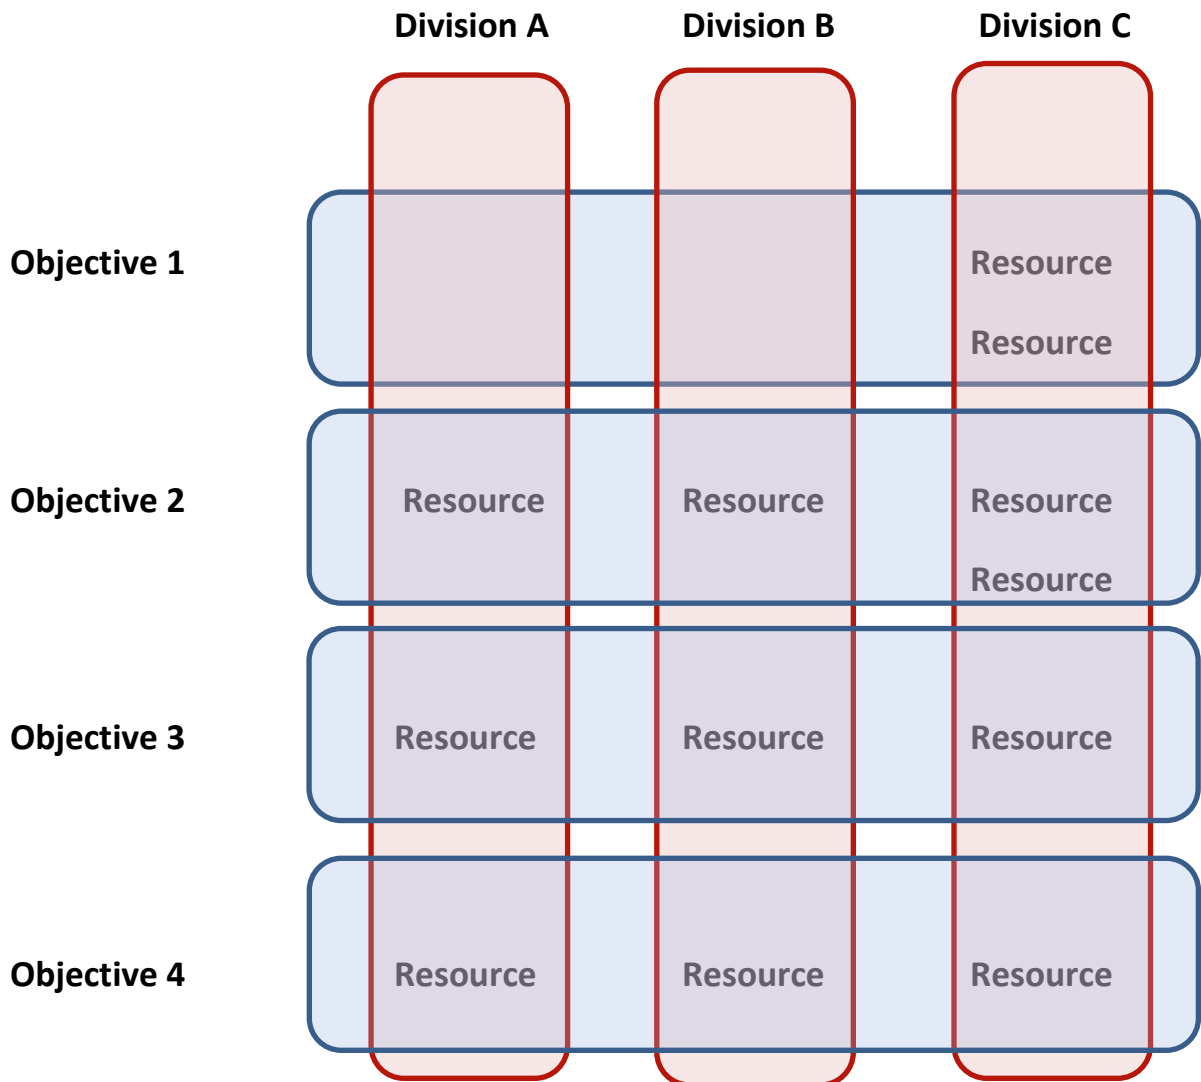 Division A Division B Division C
Objective 1 Resource
Resource
Objective 2 Resource Resource Resource
Resource
Objective 3 Resource Resource Resource
Objective 4 Resource Resource Resource